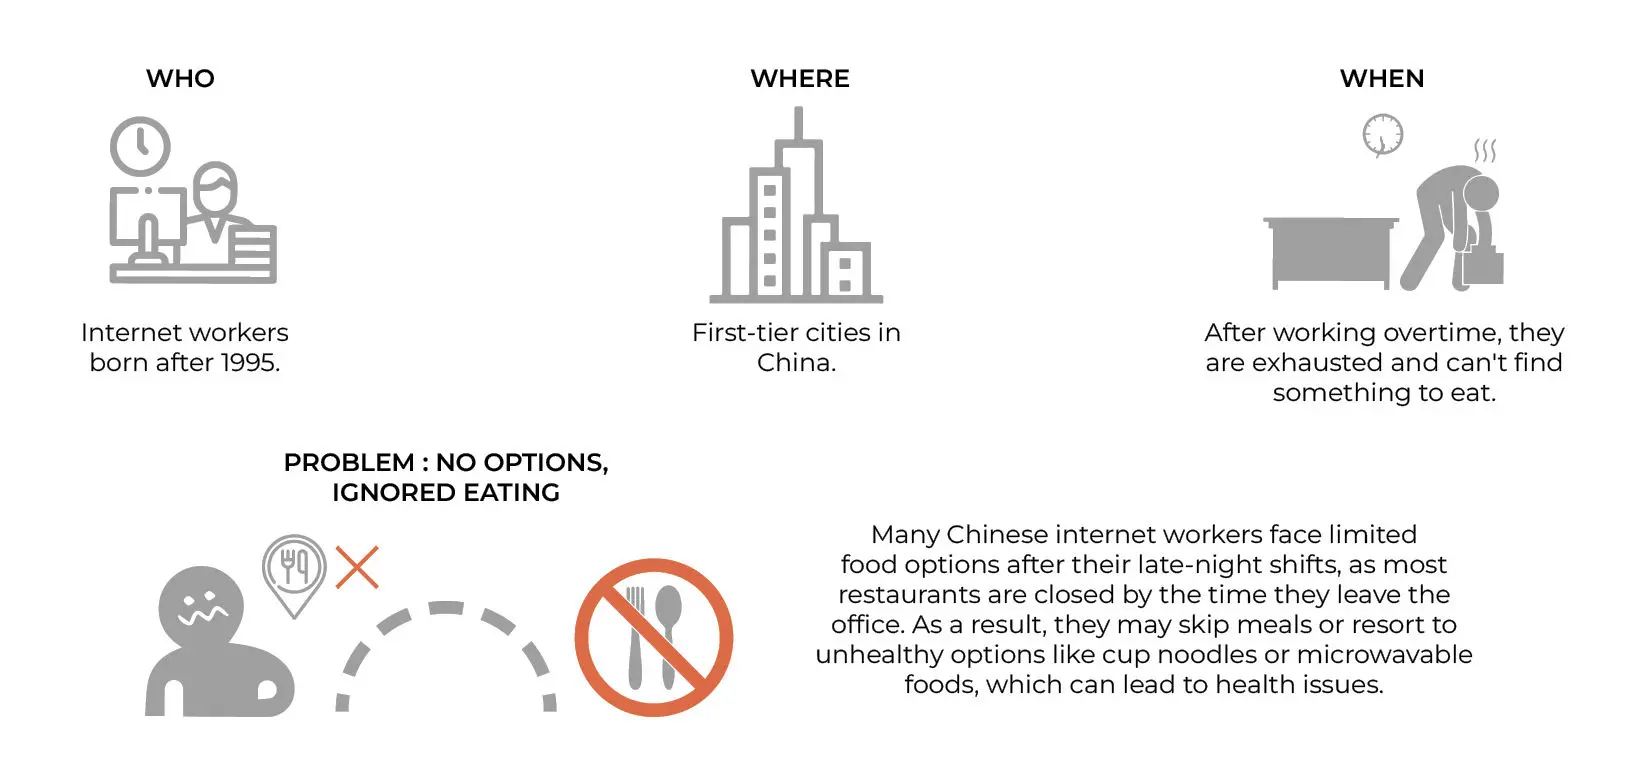 WHO
Internet workers
born after 1995.
WHERE
First-tier cities in
China.
WHEN
After working overtime, they
are exhausted and can't find
something to eat.
PROBLEM : NO OPTIONS,
IGNORED EATING
Many Chinese internet workers face limited
food options after their late-night shifts, as most
restaurants are closed by the time they leave the
office. As a result, they may skip meals or resort to
unhealthy options like cup noodles or microwavable
foods, which can lead to health issues.